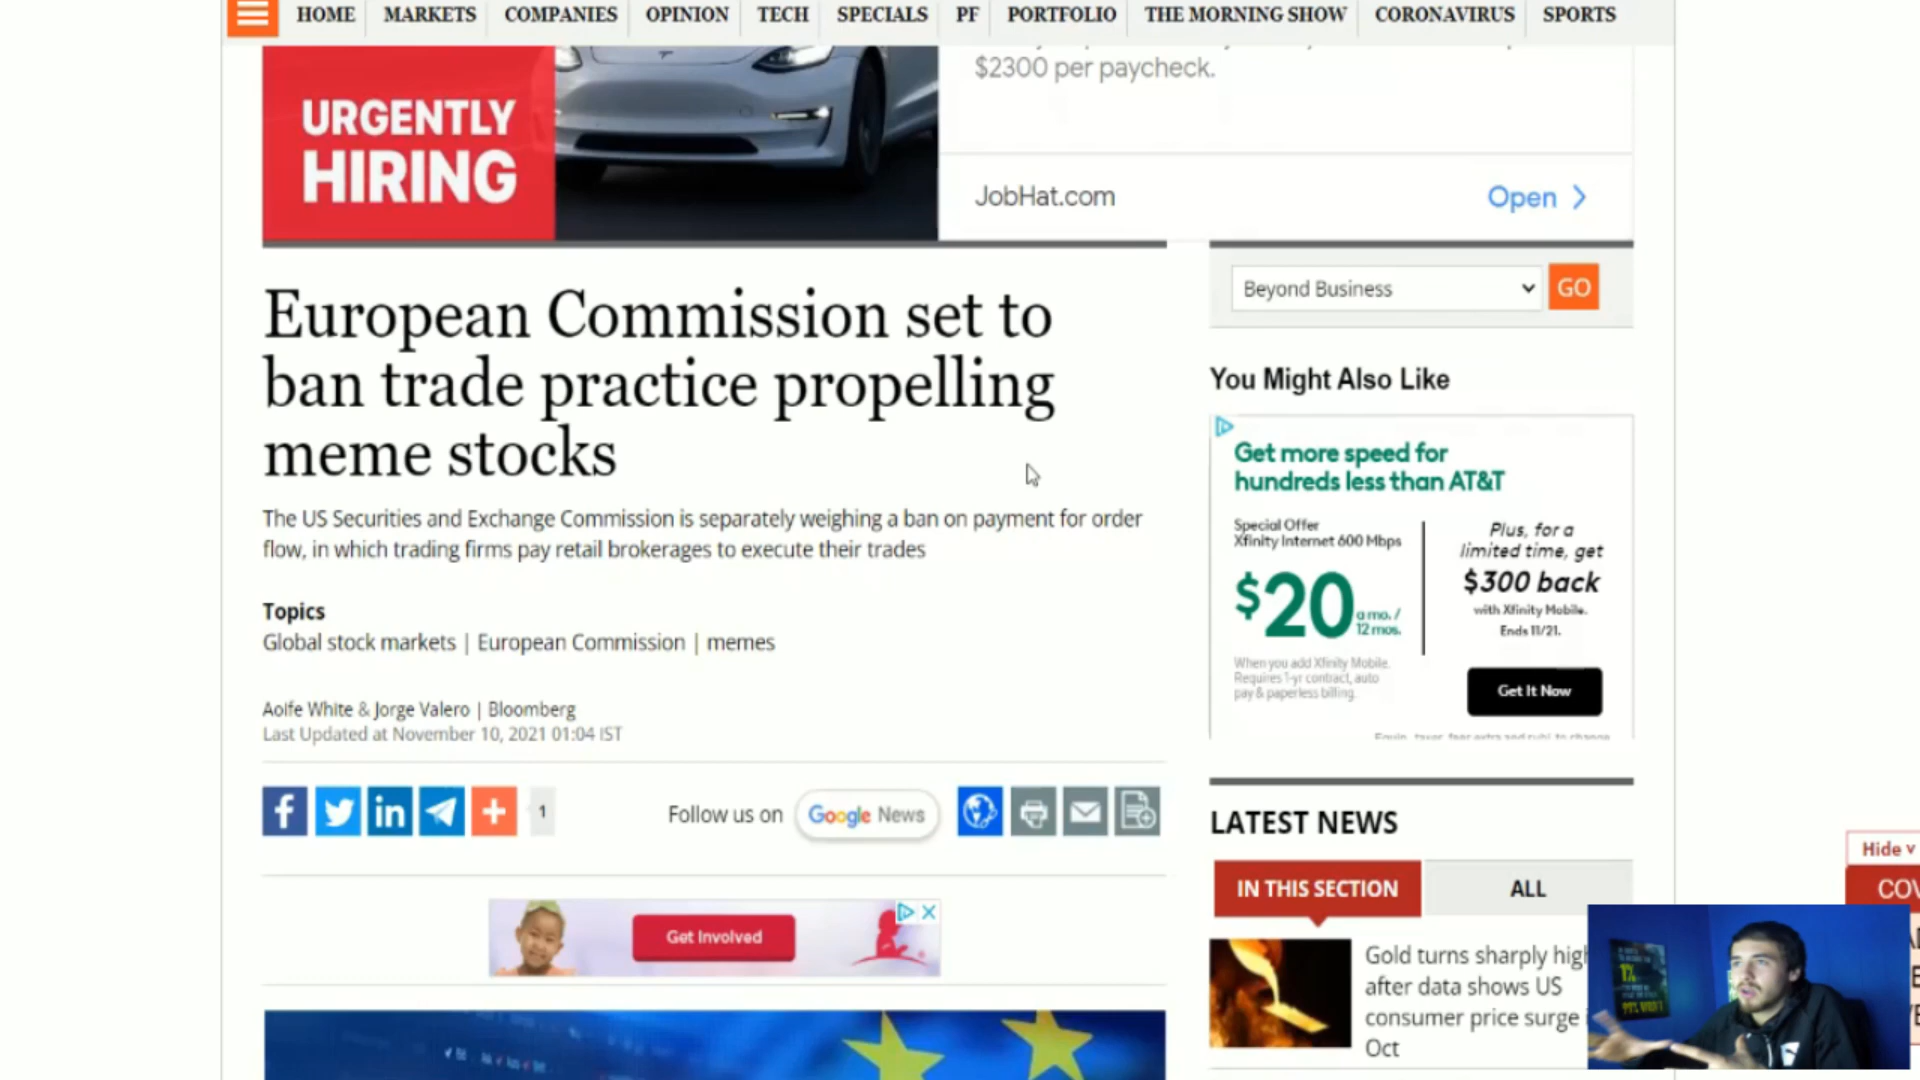 HOME MARKETS COMPANIES OPINION TECH SPECIALS PF PORTFOLIO THE MORNING SHOW CORONAVIRUS SPORTS
URGENTLY
HIRING
$2300 per paycheck.
JobHat.com
Open
European Commission set to
ban trade practice propelling
meme stocks
The US Securities and Exchange Commission is separately weighing a ban on payment for order
flow, in which trading firms pay retail brokerages to execute their trades
Topics
Global stock markets | European Commission | memes
Aoife White & Jorge Valero | Bloomberg
Last Updated at November 10, 2021 01:04 IST
1
Follow us on
Google News
Get Involved
Beyond Business
GO
You Might Also Like
Get more speed for
hundreds less than AT&T
Special Offer
Xfinity Internet 600 Mbps
$20 a mo. /
12 mos.
When you add Xfinity Mobile.
Requires 1-yr contract, auto
pay & paperless billing.
Plus, for a
limited time, get
$300 back
with Xfinity Mobile.
Ends 11/21.
Get It Now
LATEST NEWS
IN THIS SECTION
ALL
Gold turns sharply high
after data shows US
consumer price surge
Oct
Hide v
COV
1%